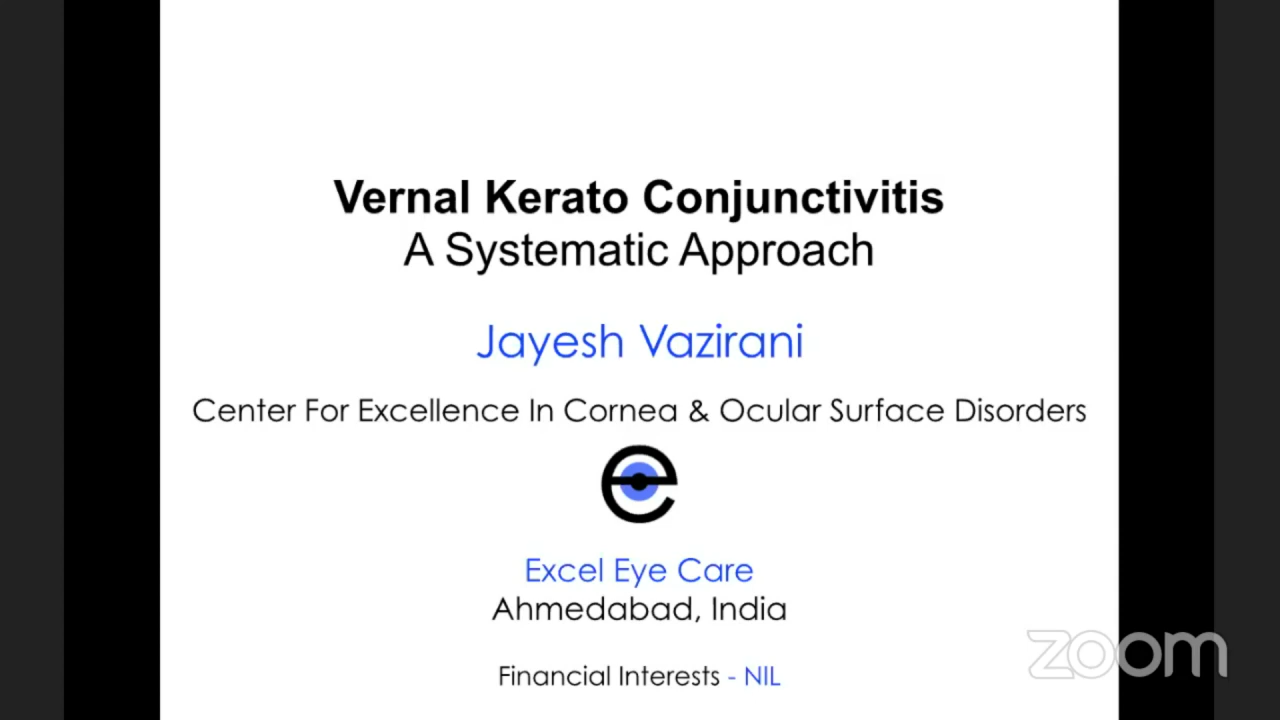 Vernal Kerato Conjunctivitis
A Systematic Approach
Jayesh Vazirani
Center For Excellence In Cornea & Ocular Surface Disorders
Excel Eye Care
Ahmedabad, India
Financial Interests - NIL
zoom